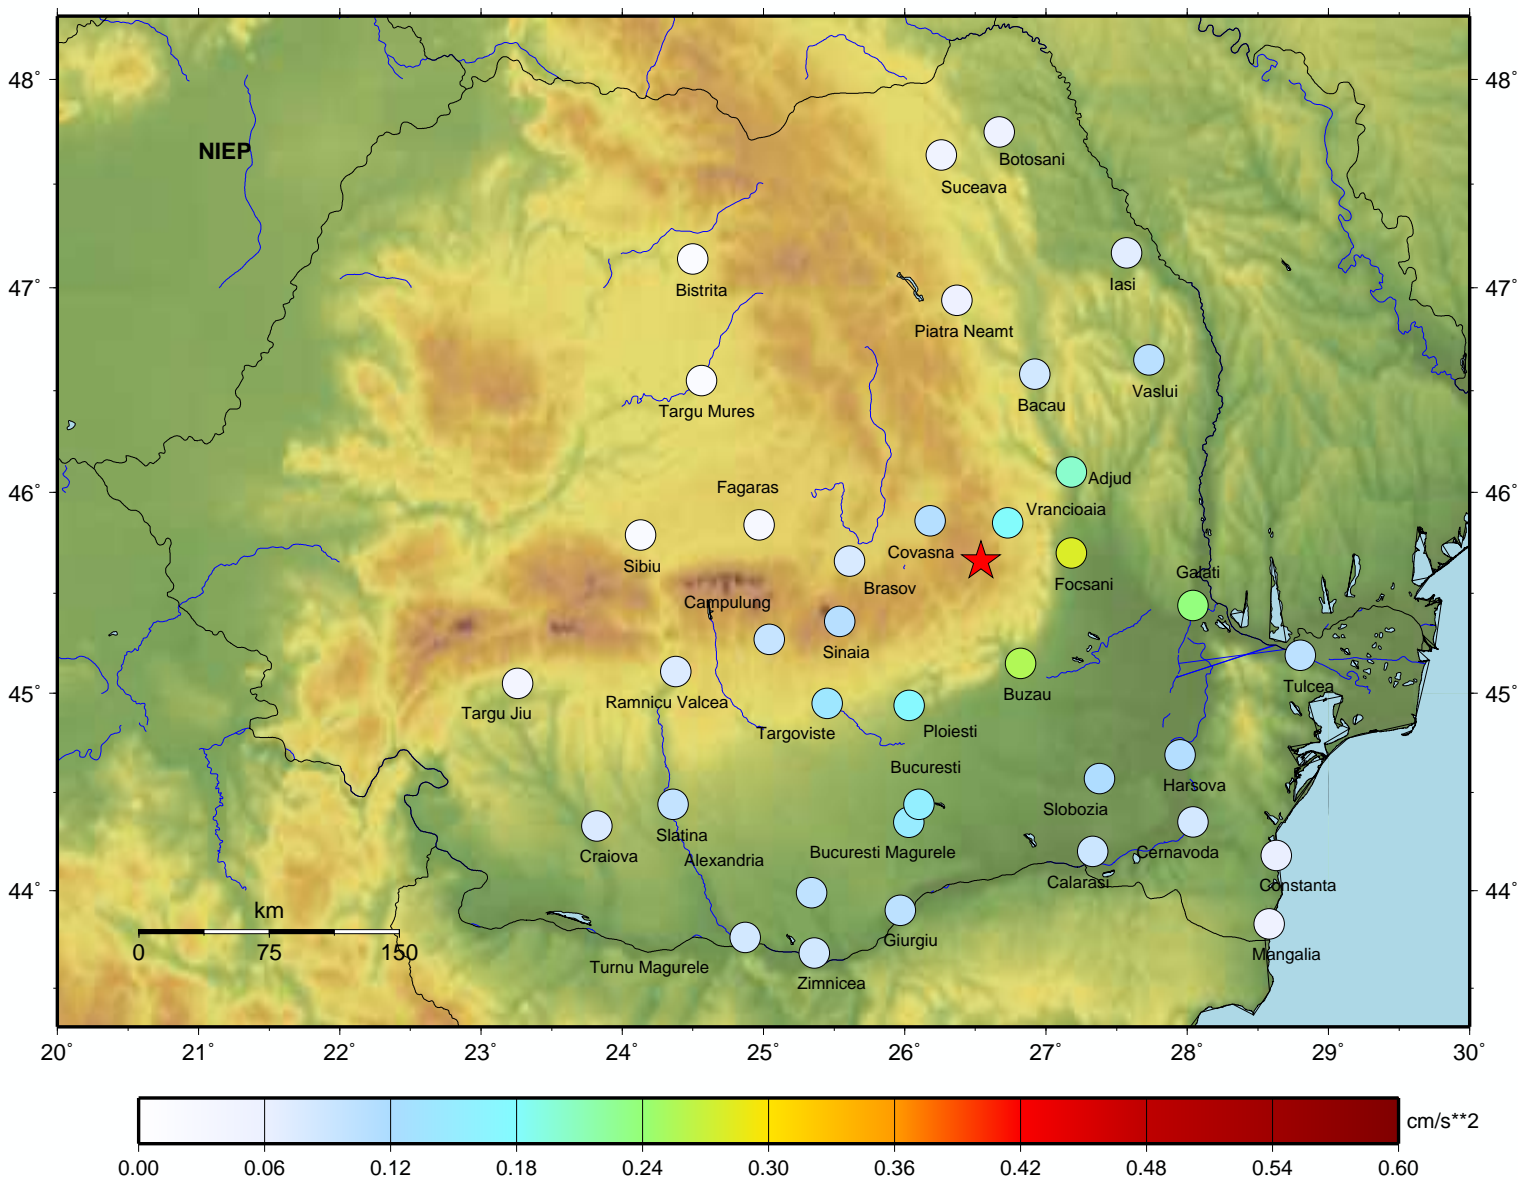 48° 48°
NIEP
Botosani
Suceava
Iasi
47° 47°
Bistrita
Piatra Neamt
Vaslui
Bacau
Targu Mures
Adjud
Fagaras
46° 46°
Vrancioaia
Covasna
Sibiu
Galati
Focsani
Brasov
Campulung
Sinaia
Tulcea
45° 45°
Buzau
Ramnicu Valcea
Targu Jiu
Ploiesti
Targoviste
Bucuresti
Harsova
Slobozia
Slatina
Bucuresti Magurele
Cernavoda
Craiova
Alexandria
Calarasi
Constanta
44° 44°
km
Giurgiu
0 75 150
Mangalia
Turnu Magurele
Zimnicea
20° 21° 22° 23° 24° 25° 26° 27° 28° 29° 30°
cm/s**2
0.00 0.06 0.12 0.18 0.24 0.30 0.36 0.42 0.48 0.54 0.60